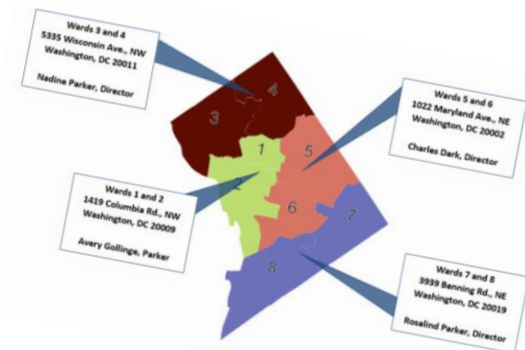 Wards 3 and 4
5335 Wisconsin Ave., NW
Washington, DC 20011
Nadine Parker, Director
Wards 5 and 6
1022 Maryland Ave., NE
Washington, DC 20002
Charles Dark, Director
4
3
1
5
2
6
7
8
Wards 1 and 2
1419 Columbia Rd., NW
Washington, DC 20009
Avery Gollinge, Parker
Wards 7 and 8
3939 Benning Rd., NE
Washington, DC 20019
Rosalind Parker, Director